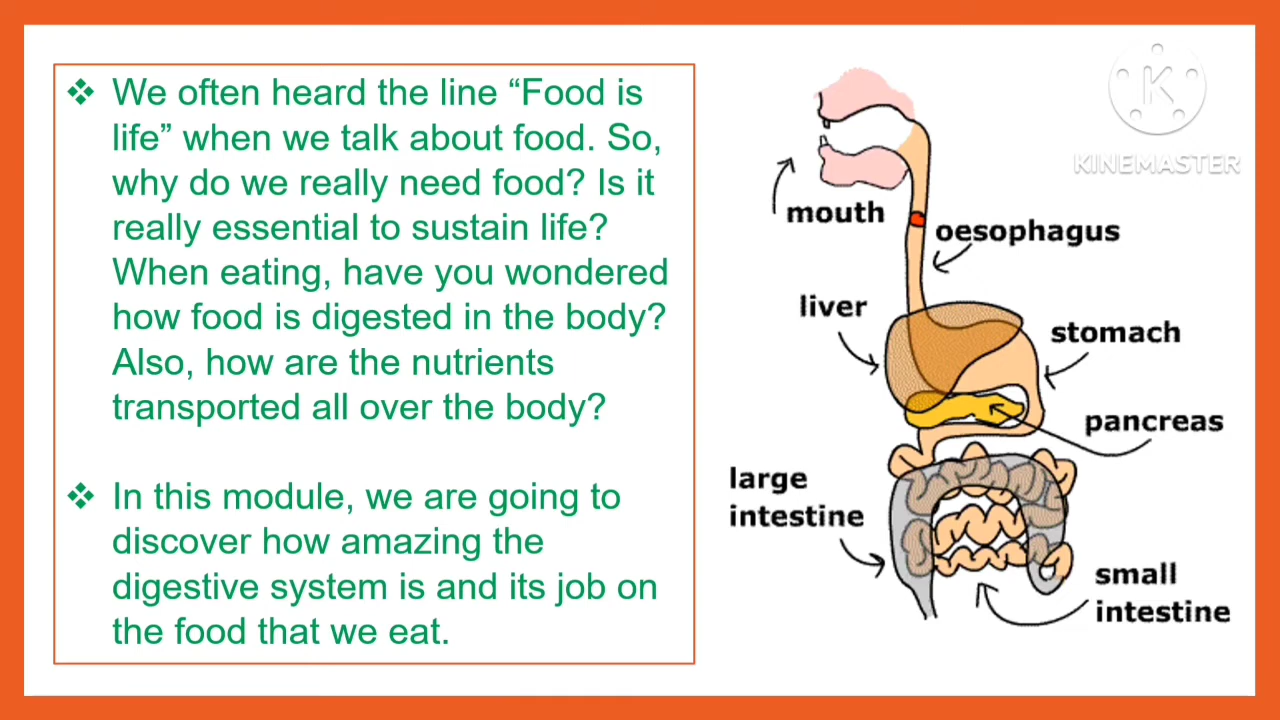 ❖ We often heard the line “Food is
life” when we talk about food. So,
why do we really need food? Is it
really essential to sustain life?
When eating, have you wondered
how food is digested in the body?
Also, how are the nutrients
transported all over the body?
❖ In this module, we are going to
discover how amazing the
digestive system is and its job on
the food that we eat.
K
KINEMASTER
mouth
oesophagus
liver
stomach
pancreas
large
intestine
small
intestine